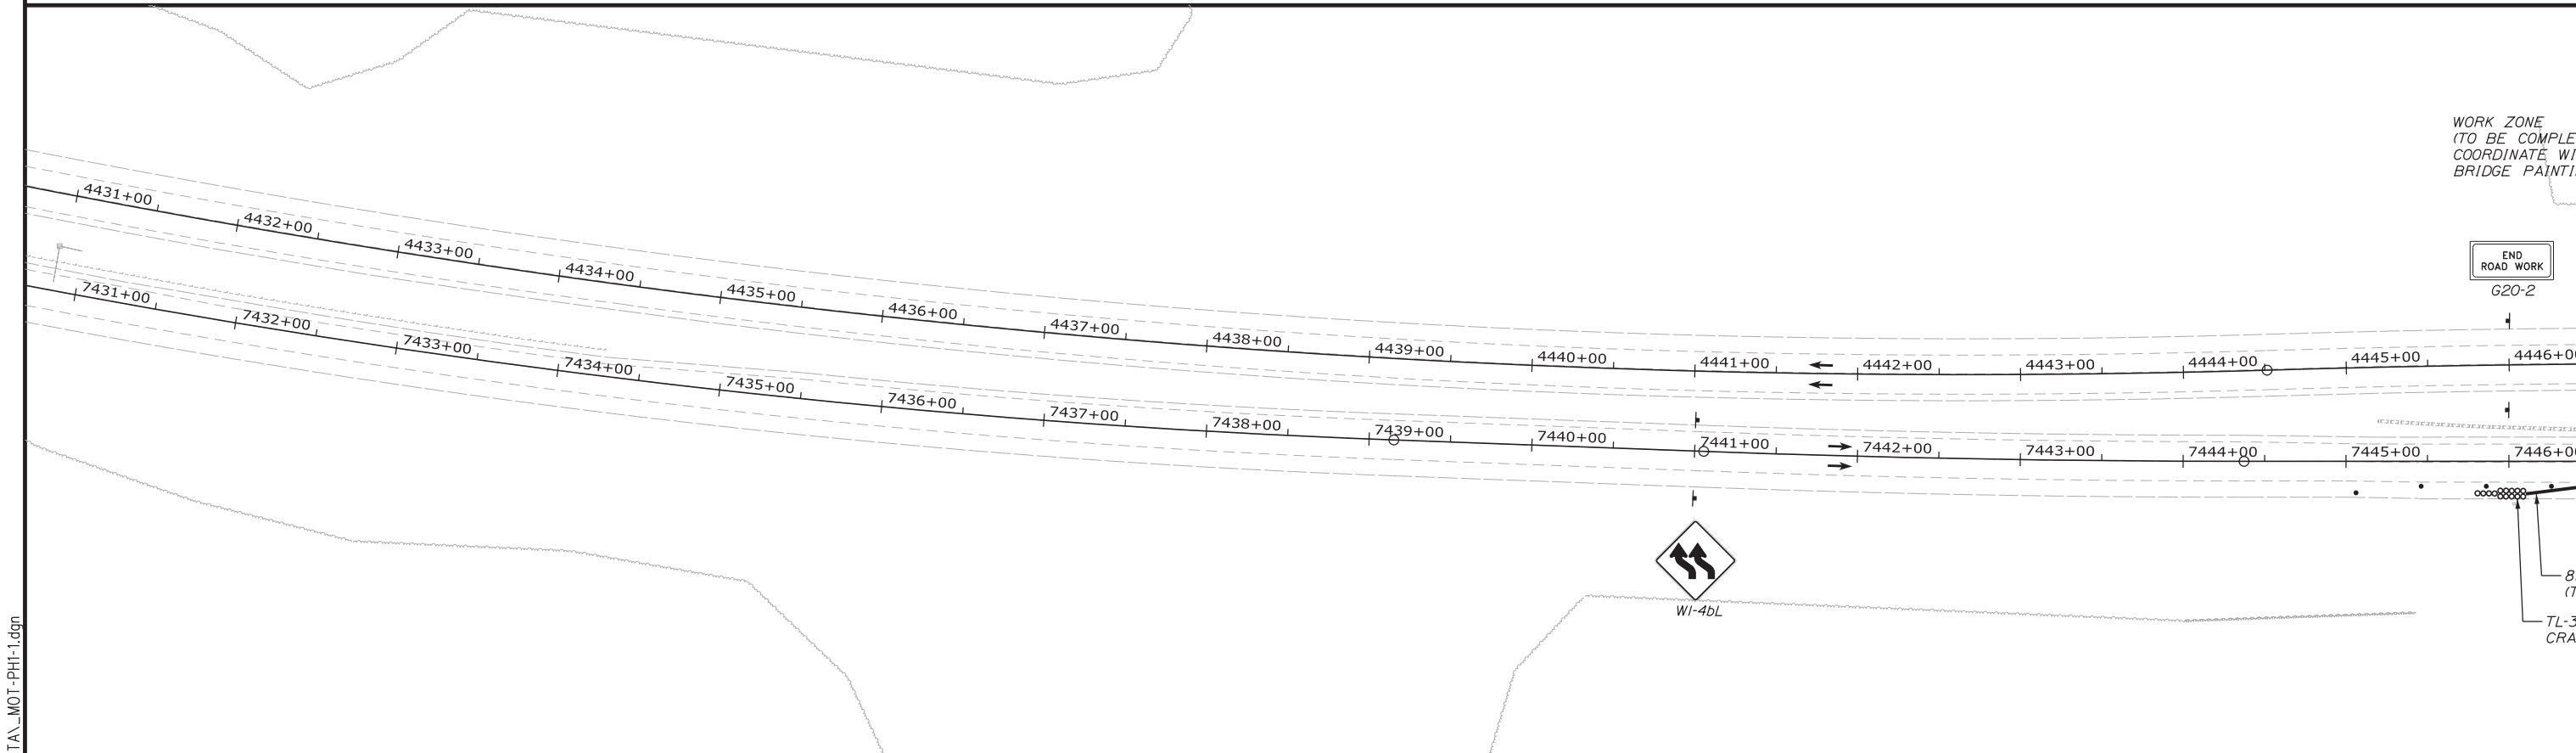 WORK ZONE
(TO BE COMPLE
COORDINATE WI
BRIDGE PAINTI
END
ROAD WORK
G20-2
4431+00
4432+00
4433+00
4434+00
4435+00
4436+00
4437+00
4438+00
4439+00
4440+00
4441+00
4442+00
4443+00
4444+00
4445+00
4446+0
7431+00
7432+00
7433+00
7434+00
7435+00
7436+00
7437+00
7438+00
7439+00
7440+00
7441+00
7442+00
7443+00
7444+00
7445+00
7446+0
W1-4bL
8
(T
TL-3
CRA
TA\_MOT-PH1-1.dgn